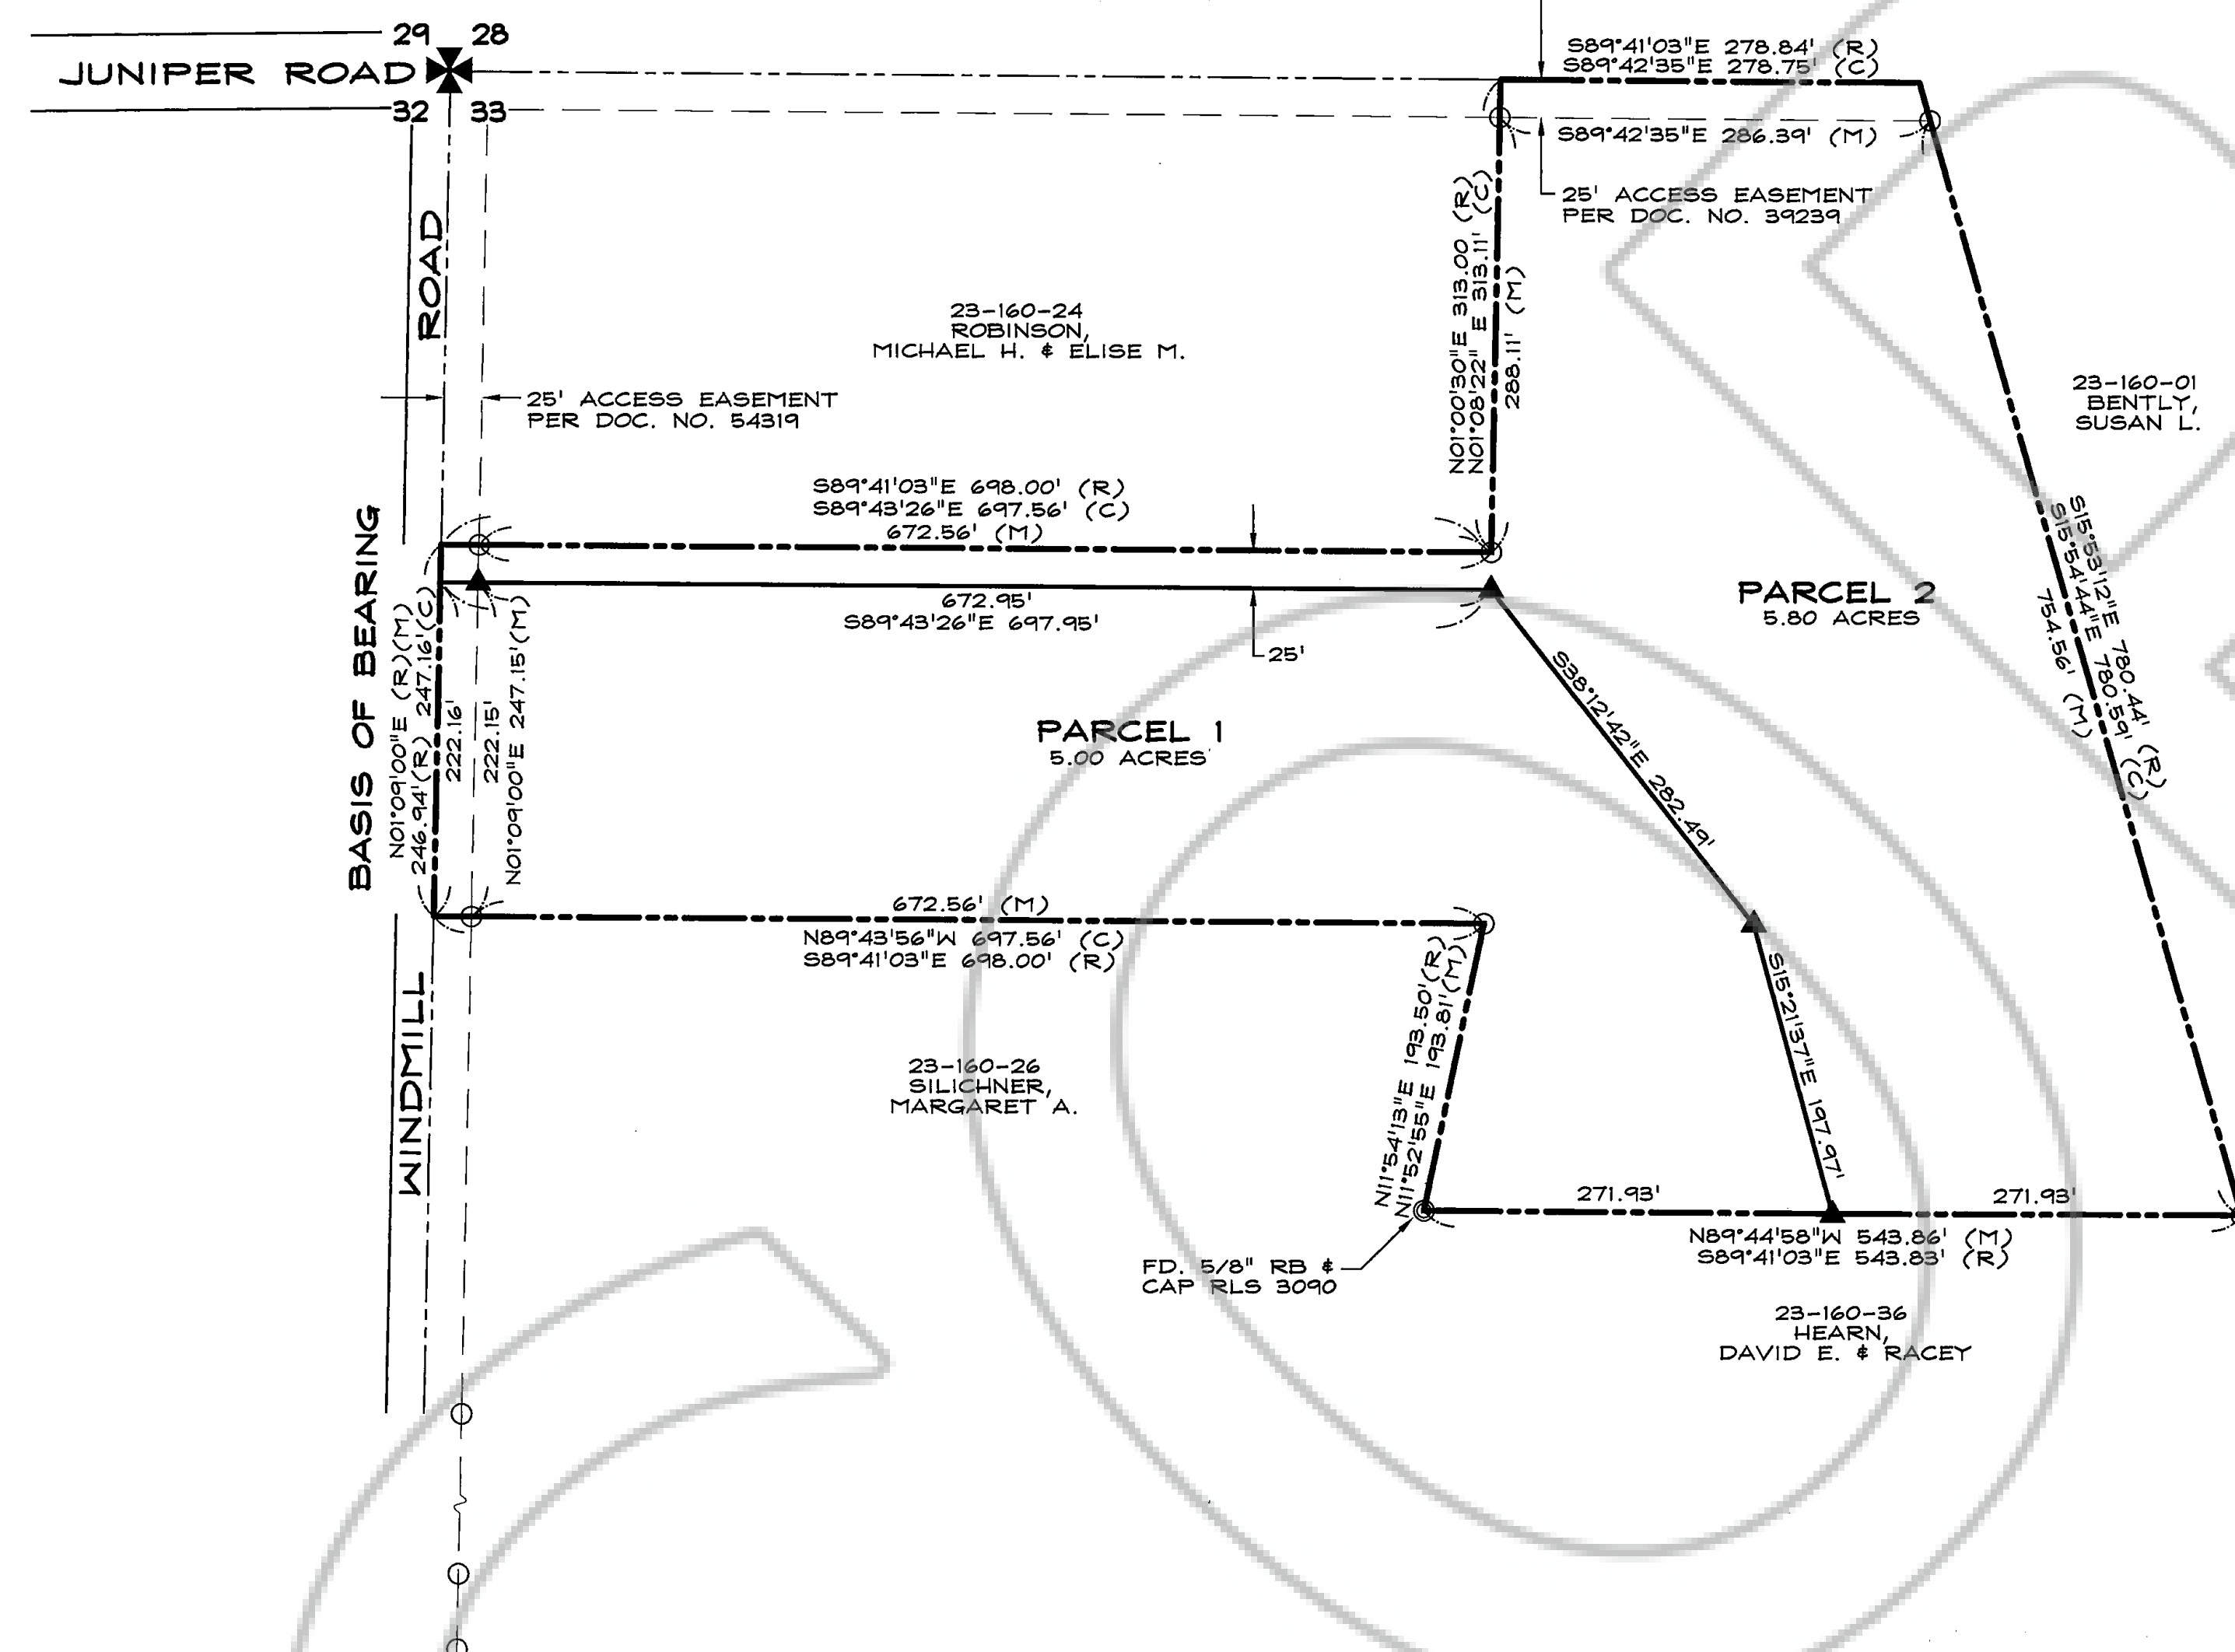 29 28
JUNIPER ROAD
32 33
S89°41'03"E 278.84' (R)
S89°42'35"E 278.75' (C)
S89°42'35"E 286.39' (M)
25' ACCESS EASEMENT
PER DOC. NO. 39239
ROAD
N01°00'30"E 313.00 (R)
N01°08'22" E 313.11' (C)
288.11' (M)
23-160-24
ROBINSON,
MICHAEL H. & ELISE M.
23-160-01
BENTLY,
SUSAN L.
25' ACCESS EASEMENT
PER DOC. NO. 54319
S89°41'03"E 698.00' (R)
S89°43'26"E 697.56' (C)
672.56' (M)
BASIS OF BEARING
672.95'
S89°43'26"E 697.95'
25'
PARCEL 2
5.80 ACRES
S15°53'12"E 780.44' (R)
S15°54'44"E 780.59' (C)
754.56' (M)
N01°09'00"E (R)(M)
246.94'(R) 247.16'(C)
222.16'
222.15'
N01°09'00"E 247.15'(M)
PARCEL 1
5.00 ACRES
S38°12'42"E 282.49'
672.56' (M)
N89°43'56"W 697.56' (C)
S89°41'03"E 698.00' (R)
WINDMILL
N11°54'13"E 193.50'(R)
N11°52'55"E 193.81'(M)
S15°21'37"E 197.97'
23-160-26
SILICHNER,
MARGARET A.
271.93' 271.93'
N89°44'58"W 543.86' (M)
S89°41'03"E 543.83' (R)
FD. 5/8" RB &
CAP RLS 3090
23-160-36
HEARN,
DAVID E. & RACEY